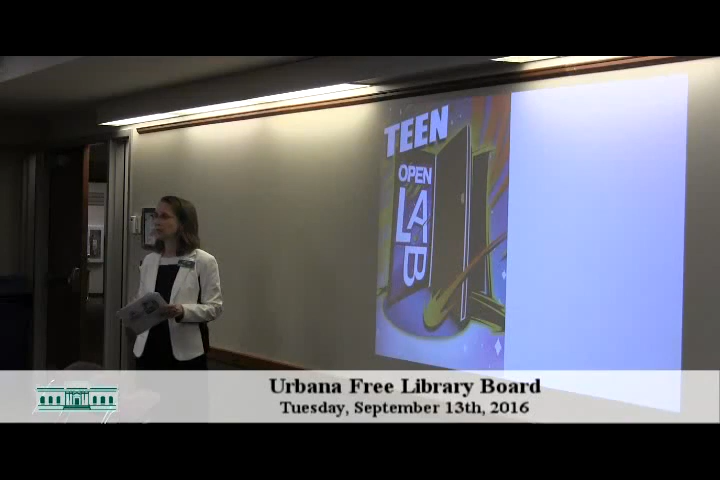 TEEN
OPEN
LAB
Urbana Free Library Board
Tuesday, September 13th, 2016